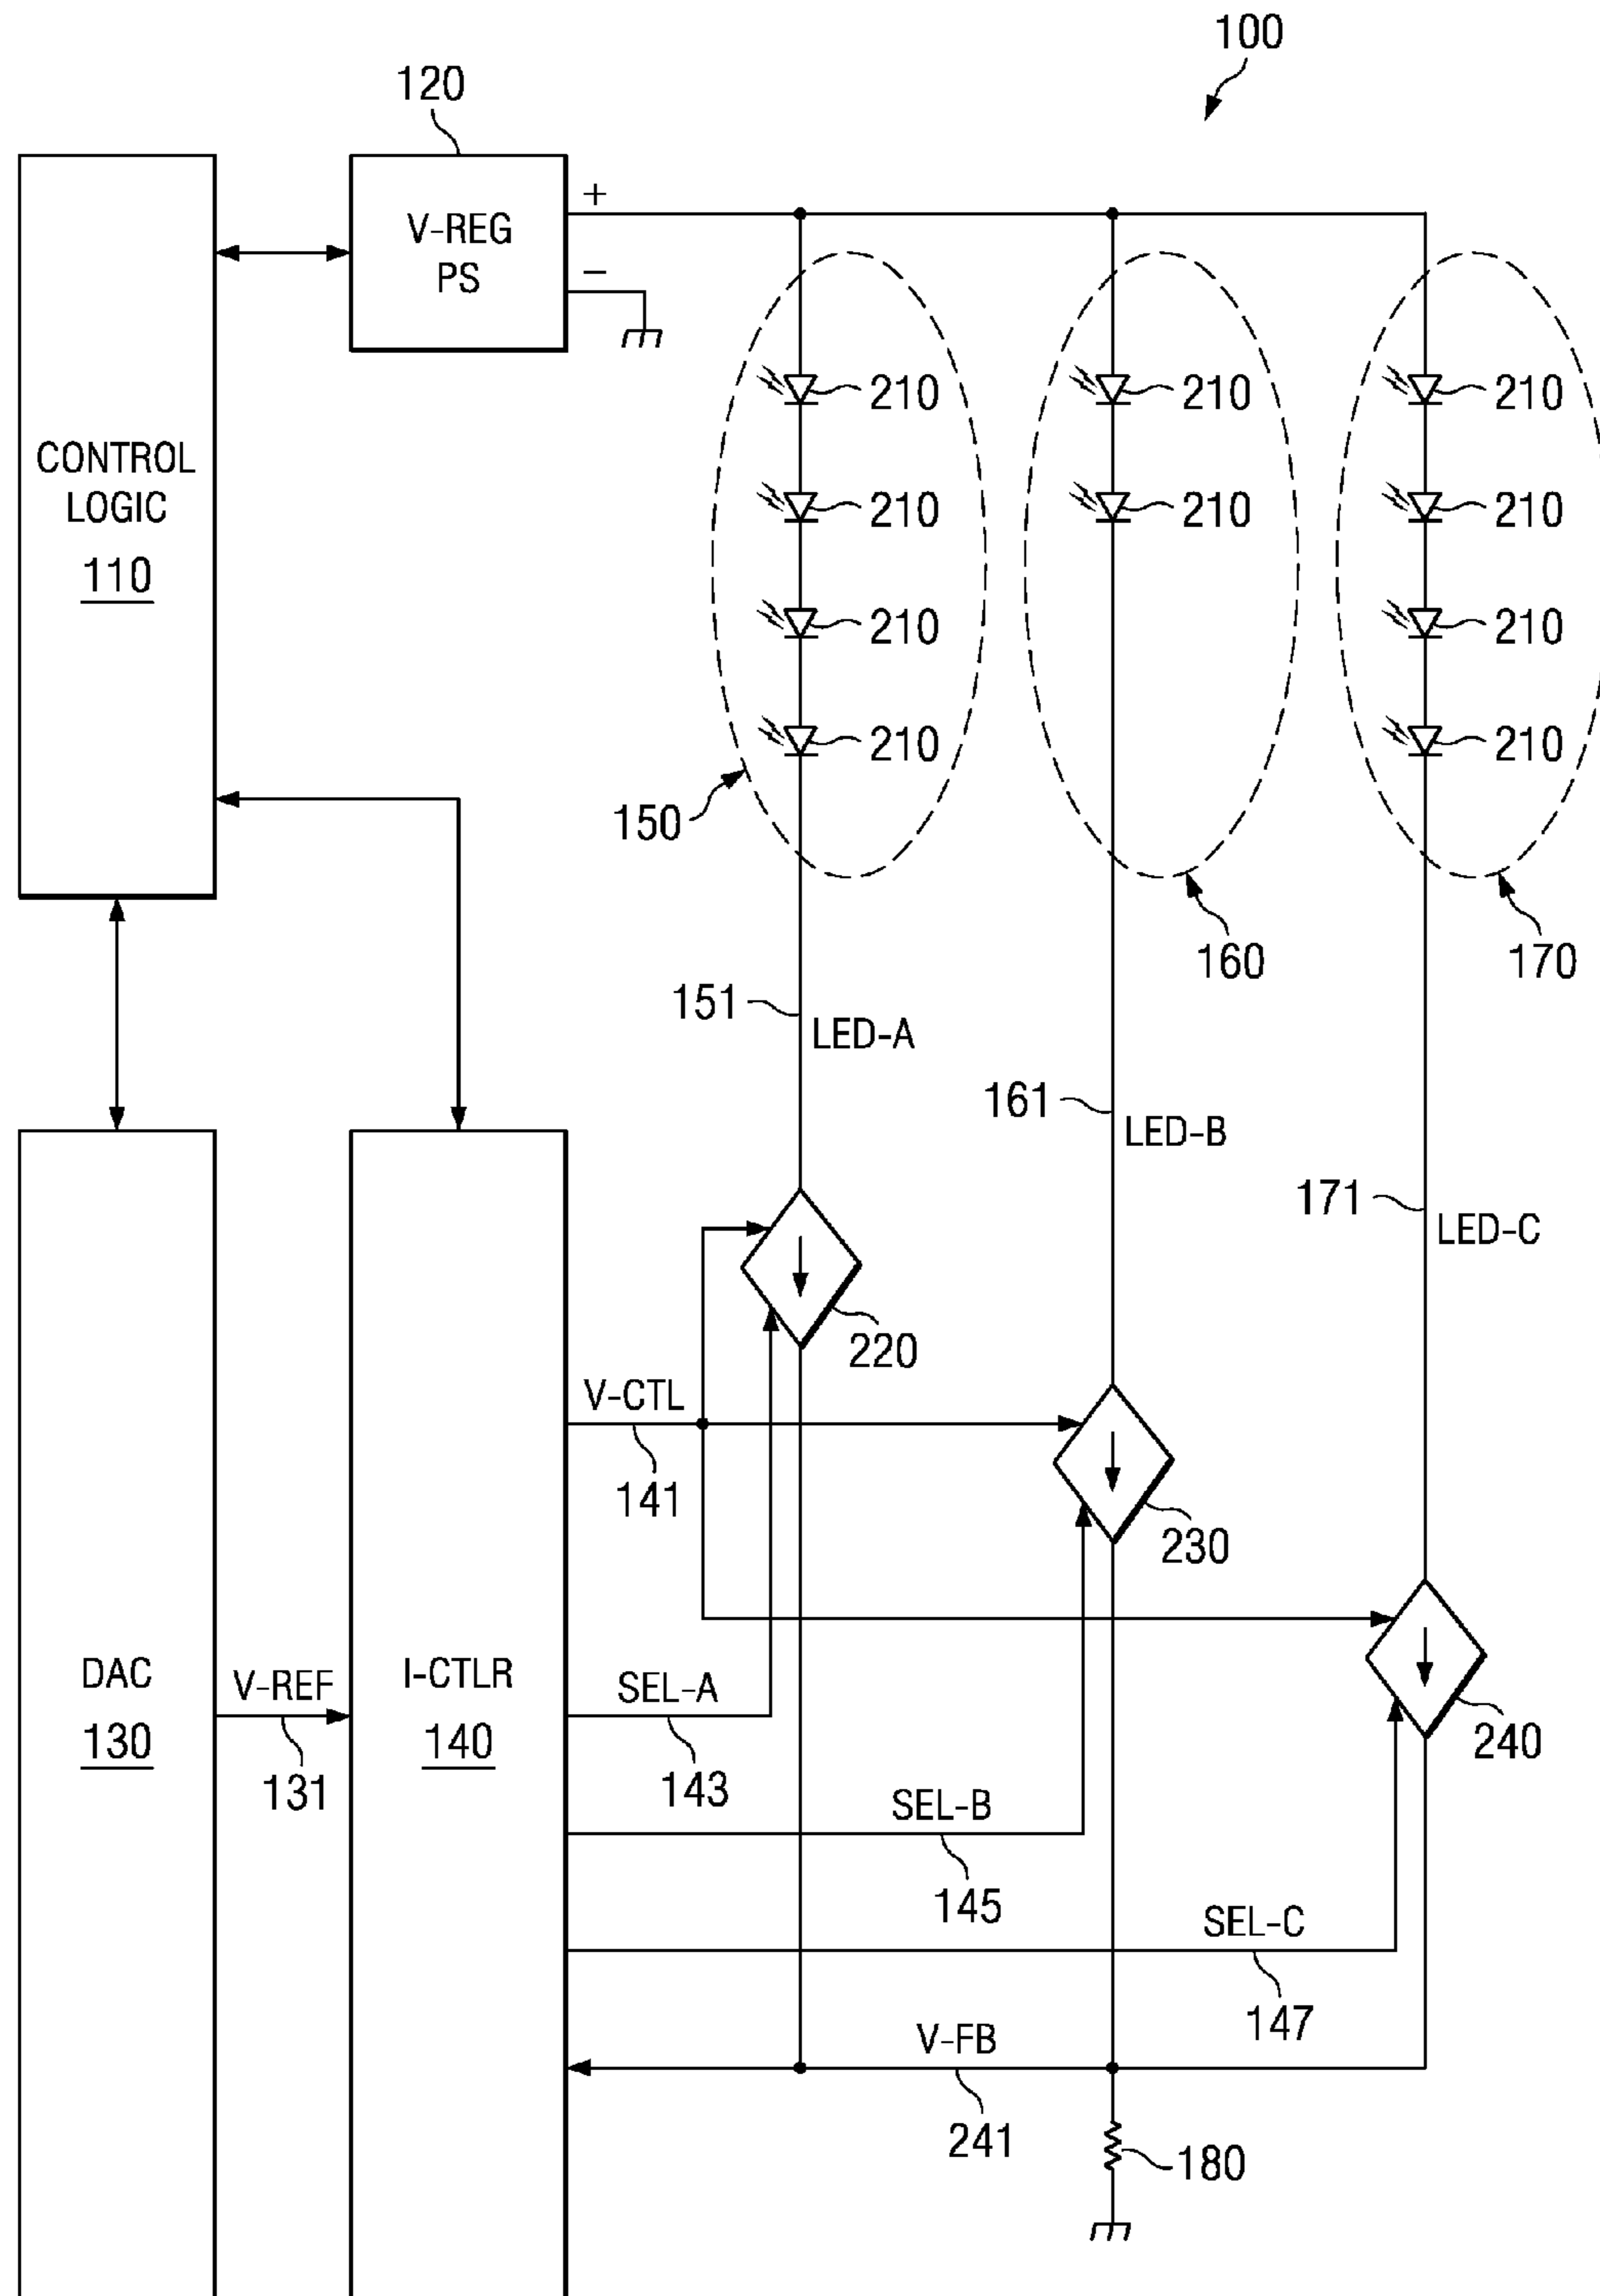 100
120
V-REG
PS
+
−
CONTROL
LOGIC
110
210
210
210
210
210
210
210
210
210
210
150
160
170
151
LED-A
161
LED-B
171
LED-C
220
V-CTL
141
230
DAC
130
V-REF
131
I-CTLR
140
SEL-A
143
240
SEL-B
145
SEL-C
147
V-FB
241
180